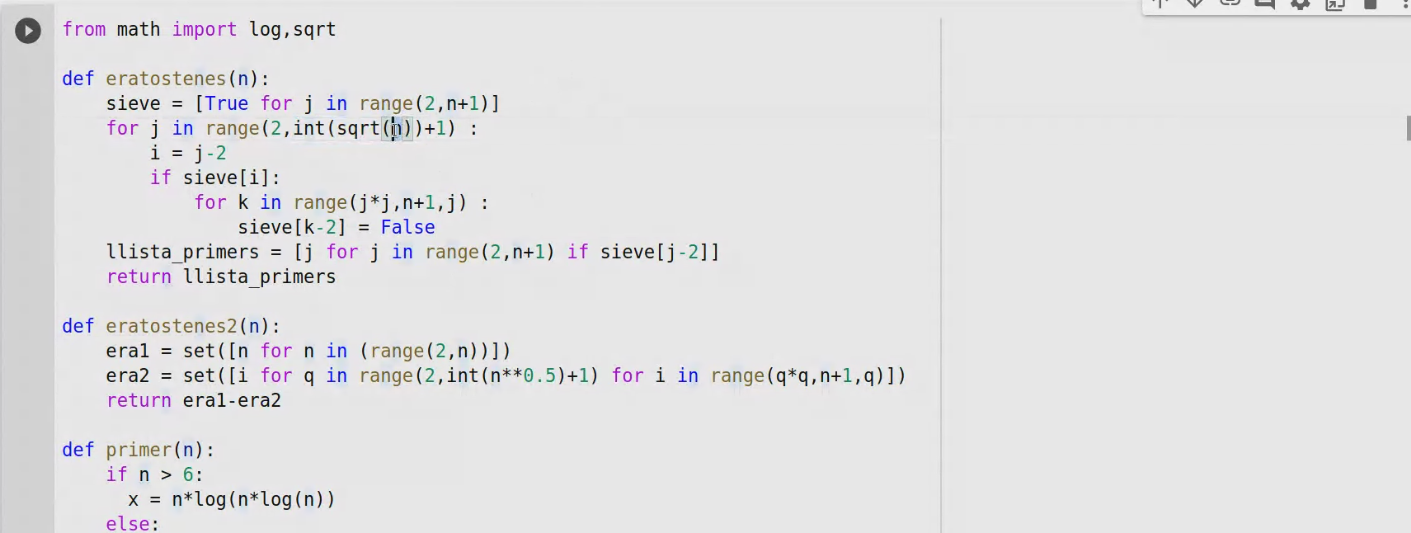 from math import log,sqrt
def eratostenes(n):
    sieve = [True for j in range(2,n+1)]
    for j in range(2,int(sqrt(n))+1) :
        i = j-2
        if sieve[i]:
            for k in range(j*j,n+1,j) :
                sieve[k-2] = False
    llista_primers = [j for j in range(2,n+1) if sieve[j-2]]
    return llista_primers
def eratostenes2(n):
    era1 = set([n for n in (range(2,n))])
    era2 = set([i for q in range(2,int(n**0.5)+1) for i in range(q*q,n+1,q)])
    return era1-era2
def primer(n):
    if n > 6:
      x = n*log(n*log(n))
    else: